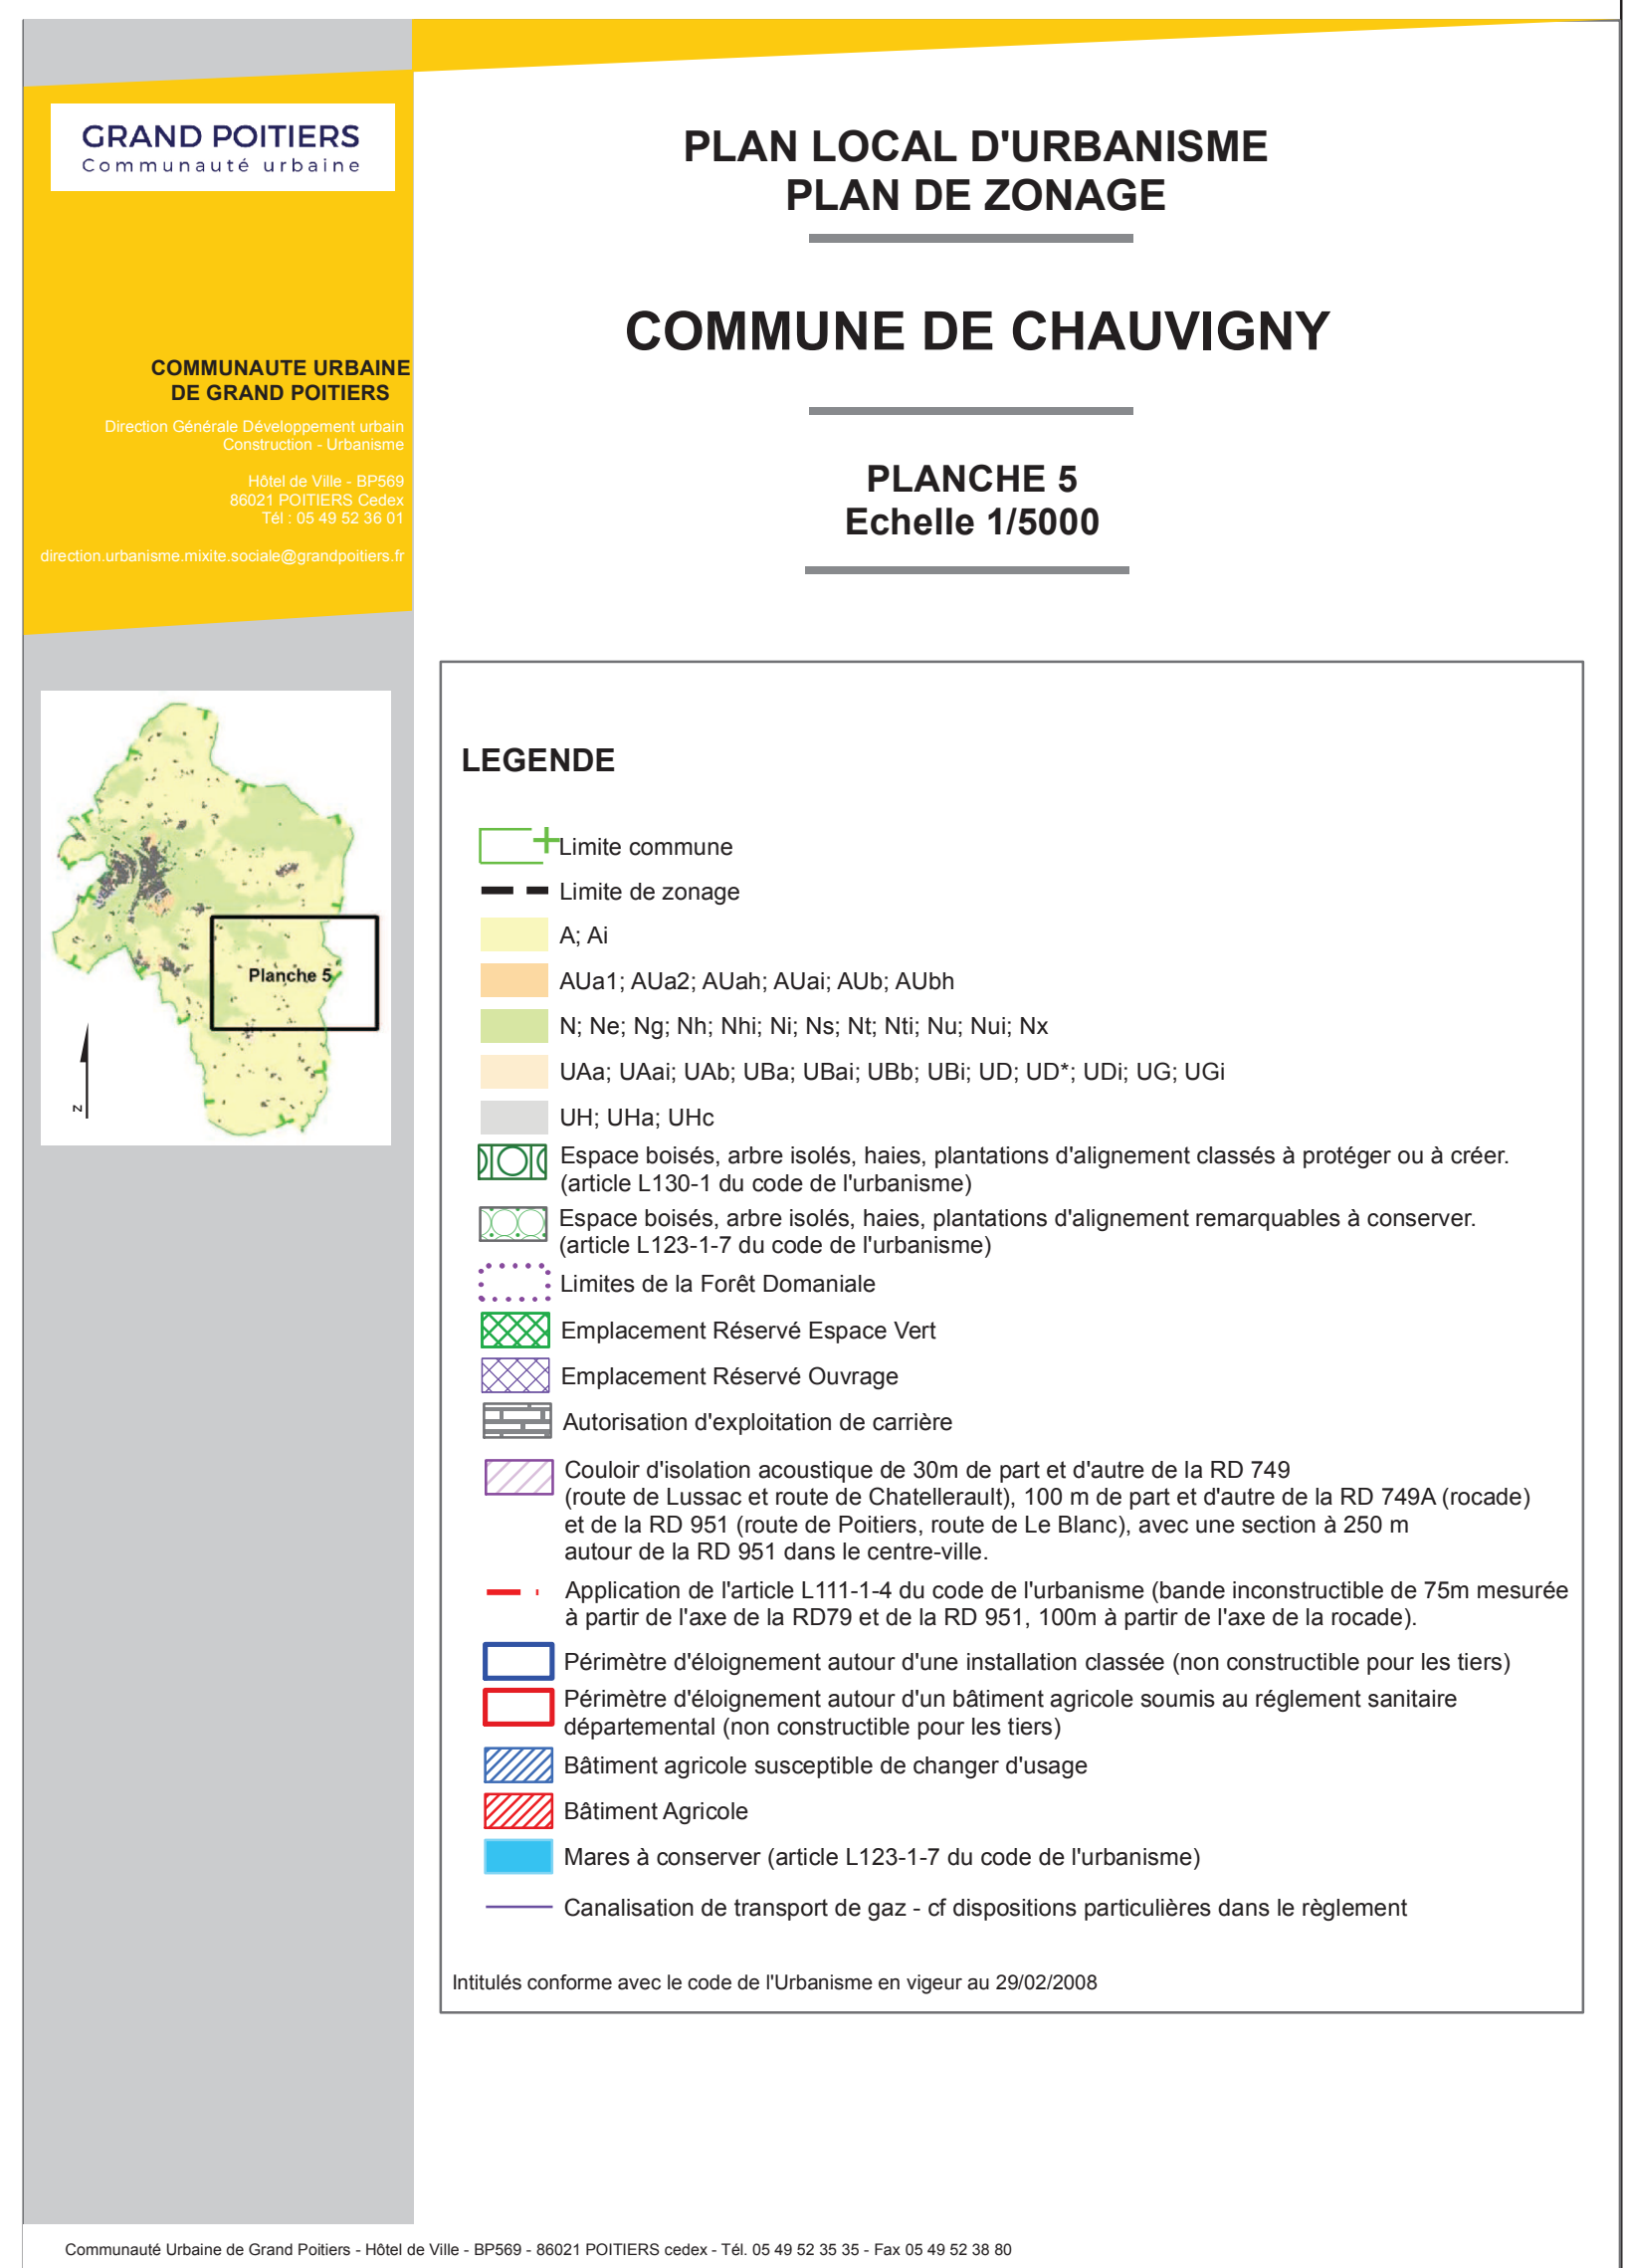 GRAND POITIERS
Communauté urbaine
COMMUNAUTE URBAINE
DE GRAND POITIERS
Direction Générale Développement urbain
Construction - Urbanisme
Hôtel de Ville - BP569
86021 POITIERS Cedex
Tél : 05 49 52 36 01
direction.urbanisme.mixite.sociale@grandpoitiers.fr
Planche 5
z
PLAN LOCAL D'URBANISME
PLAN DE ZONAGE
COMMUNE DE CHAUVIGNY
PLANCHE 5
Echelle 1/5000
LEGENDE
Limite commune
Limite de zonage
A; Ai
AUa1; AUa2; AUah; AUai; AUb; AUbh
N; Ne; Ng; Nh; Nhi; Ni; Ns; Nt; Nti; Nu; Nui; Nx
UAa; UAai; UAb; UBa; UBai; UBb; UBi; UD; UD*; UDi; UG; UGi
UH; UHa; UHc
Espace boisés, arbre isolés, haies, plantations d'alignement classés à protéger ou à créer.
(article L130-1 du code de l'urbanisme)
Espace boisés, arbre isolés, haies, plantations d'alignement remarquables à conserver.
(article L123-1-7 du code de l'urbanisme)
Limites de la Forêt Domaniale
Emplacement Réservé Espace Vert
Emplacement Réservé Ouvrage
Autorisation d'exploitation de carrière
Couloir d'isolation acoustique de 30m de part et d'autre de la RD 749
(route de Lussac et route de Chatellerault), 100 m de part et d'autre de la RD 749A (rocade)
et de la RD 951 (route de Poitiers, route de Le Blanc), avec une section à 250 m
autour de la RD 951 dans le centre-ville.
Application de l'article L111-1-4 du code de l'urbanisme (bande inconstructible de 75m mesurée
à partir de l'axe de la RD79 et de la RD 951, 100m à partir de l'axe de la rocade).
Périmètre d'éloignement autour d'une installation classée (non constructible pour les tiers)
Périmètre d'éloignement autour d'un bâtiment agricole soumis au réglement sanitaire
départemental (non constructible pour les tiers)
Bâtiment agricole susceptible de changer d'usage
Bâtiment Agricole
Mares à conserver (article L123-1-7 du code de l'urbanisme)
Canalisation de transport de gaz - cf dispositions particulières dans le règlement
Intitulés conforme avec le code de l'Urbanisme en vigeur au 29/02/2008
Communauté Urbaine de Grand Poitiers - Hôtel de Ville - BP569 - 86021 POITIERS cedex - Tél. 05 49 52 35 35 - Fax 05 49 52 38 80